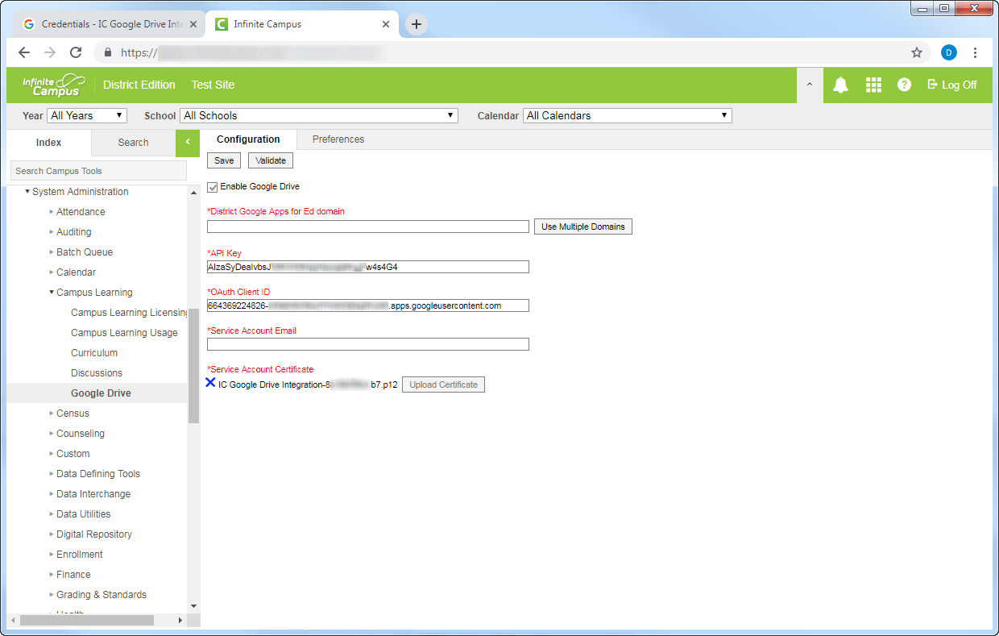 Credentials - IC Google Drive Inte
Infinite Campus
https://
D
Infinite Campus
District Edition
Test Site
Log Off
Year All Years School All Schools Calendar All Calendars
Index Search Configuration Preferences
Save Validate
Search Campus Tools
Enable Google Drive
*District Google Apps for Ed domain
Use Multiple Domains
*API Key
AIzaSyDealvbsJ w4s4G4
*OAuth Client ID
664369224826- .apps.googleusercontent.com
*Service Account Email
*Service Account Certificate
IC Google Drive Integration-8 b7.p12 Upload Certificate
System Administration
Attendance
Auditing
Batch Queue
Calendar
Campus Learning
Campus Learning Licensing
Campus Learning Usage
Curriculum
Discussions
Google Drive
Census
Counseling
Custom
Data Defining Tools
Data Interchange
Data Utilities
Digital Repository
Enrollment
Finance
Grading & Standards